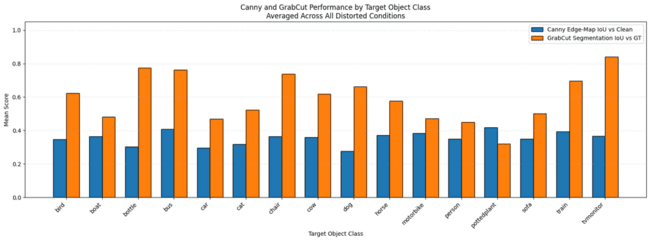 Canny and GrabCut Performance by Target Object Class
Averaged Across All Distorted Conditions
Canny Edge-Map IoU vs Clean
GrabCut Segmentation IoU vs GT
Mean Score
1.0
0.8
0.6
0.4
0.2
0.0
bird
boat
bottle
bus
car
cat
chair
cow
dog
horse
motorbike
person
pottedplant
sofa
train
tvmonitor
Target Object Class